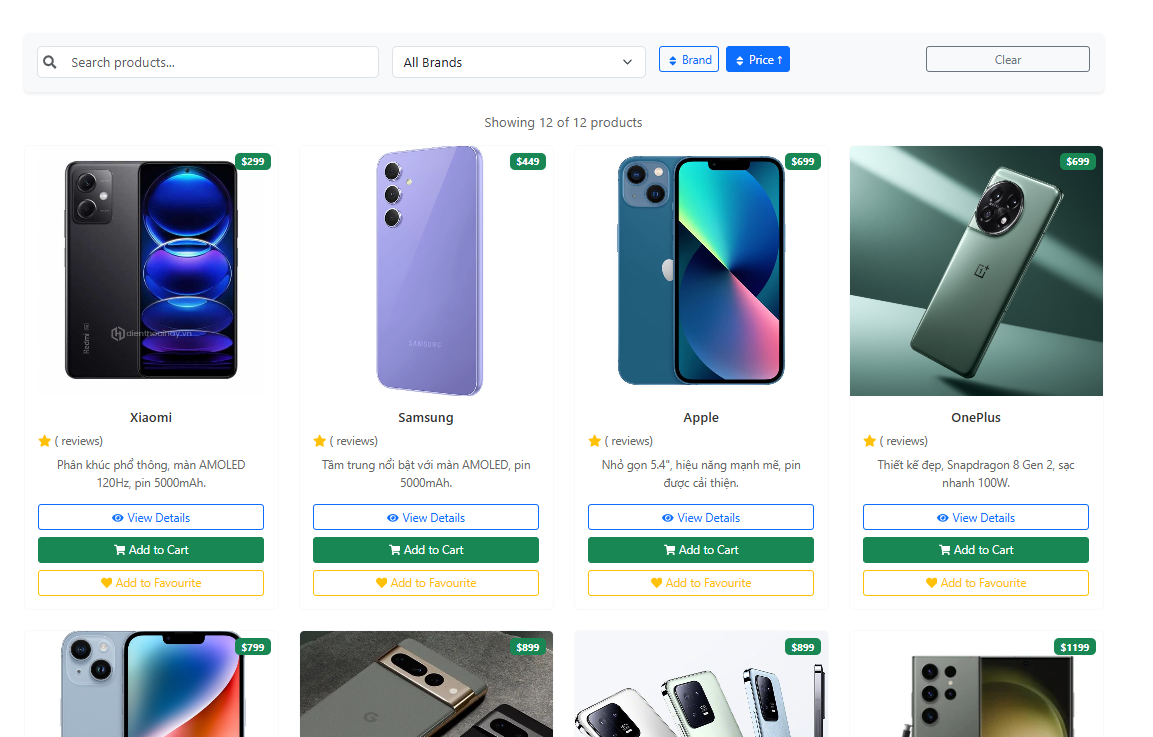 Search products...
All Brands
Brand
Price ↑
Clear
Showing 12 of 12 products
$299
$449
$699
$699
Redmi
dienthoaihay.vn
SAMSUNG
Xiaomi
Samsung
Apple
OnePlus
( reviews)
( reviews)
( reviews)
( reviews)
Phân khúc phổ thông, màn AMOLED
120Hz, pin 5000mAh.
Tầm trung nổi bật với màn AMOLED, pin
5000mAh.
Nhỏ gọn 5.4", hiệu năng mạnh mẽ, pin
được cải thiện.
Thiết kế đẹp, Snapdragon 8 Gen 2, sạc
nhanh 100W.
View Details
View Details
View Details
View Details
Add to Cart
Add to Cart
Add to Cart
Add to Cart
Add to Favourite
Add to Favourite
Add to Favourite
Add to Favourite
$799
$899
$899
$1199